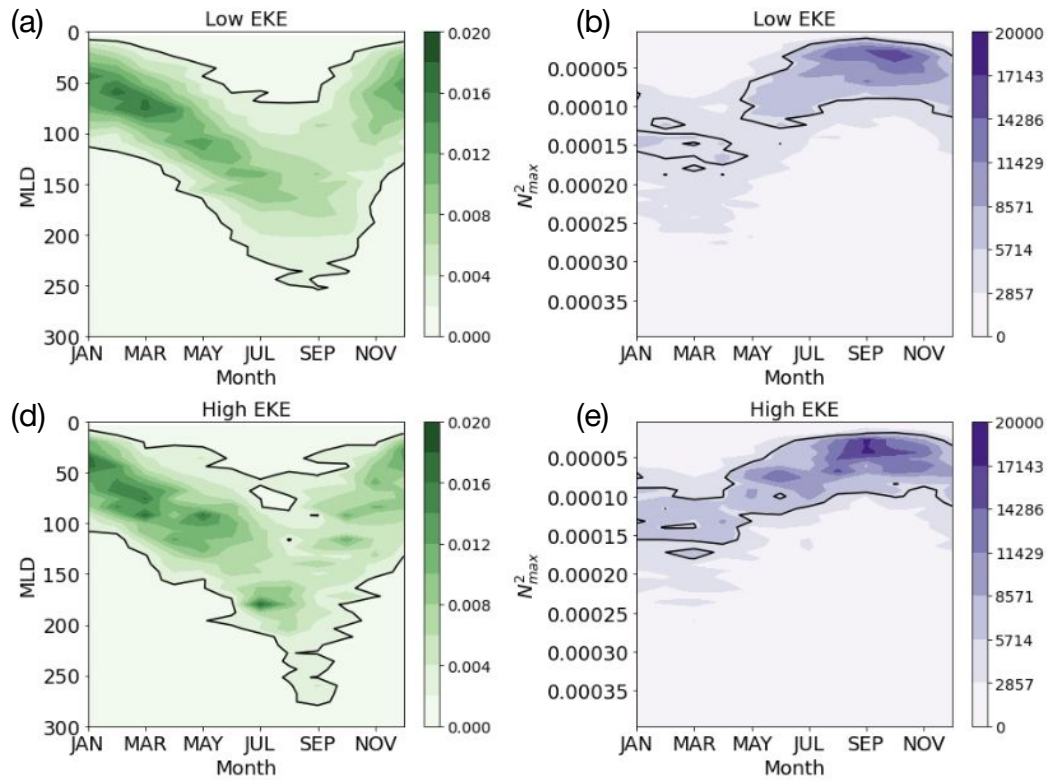 (a)
Low EKE
0
50
100
150
200
250
300
MLD
JAN MAR MAY JUL SEP NOV
Month
0.020
0.016
0.012
0.008
0.004
0.000
(b)
Low EKE
0.00005
0.00010
0.00015
0.00020
0.00025
0.00030
0.00035
N²max
JAN MAR MAY JUL SEP NOV
Month
20000
17143
14286
11429
8571
5714
2857
0
(d)
High EKE
0
50
100
150
200
250
300
MLD
JAN MAR MAY JUL SEP NOV
Month
0.020
0.016
0.012
0.008
0.004
0.000
(e)
High EKE
0.00005
0.00010
0.00015
0.00020
0.00025
0.00030
0.00035
N²max
JAN MAR MAY JUL SEP NOV
Month
20000
17143
14286
11429
8571
5714
2857
0